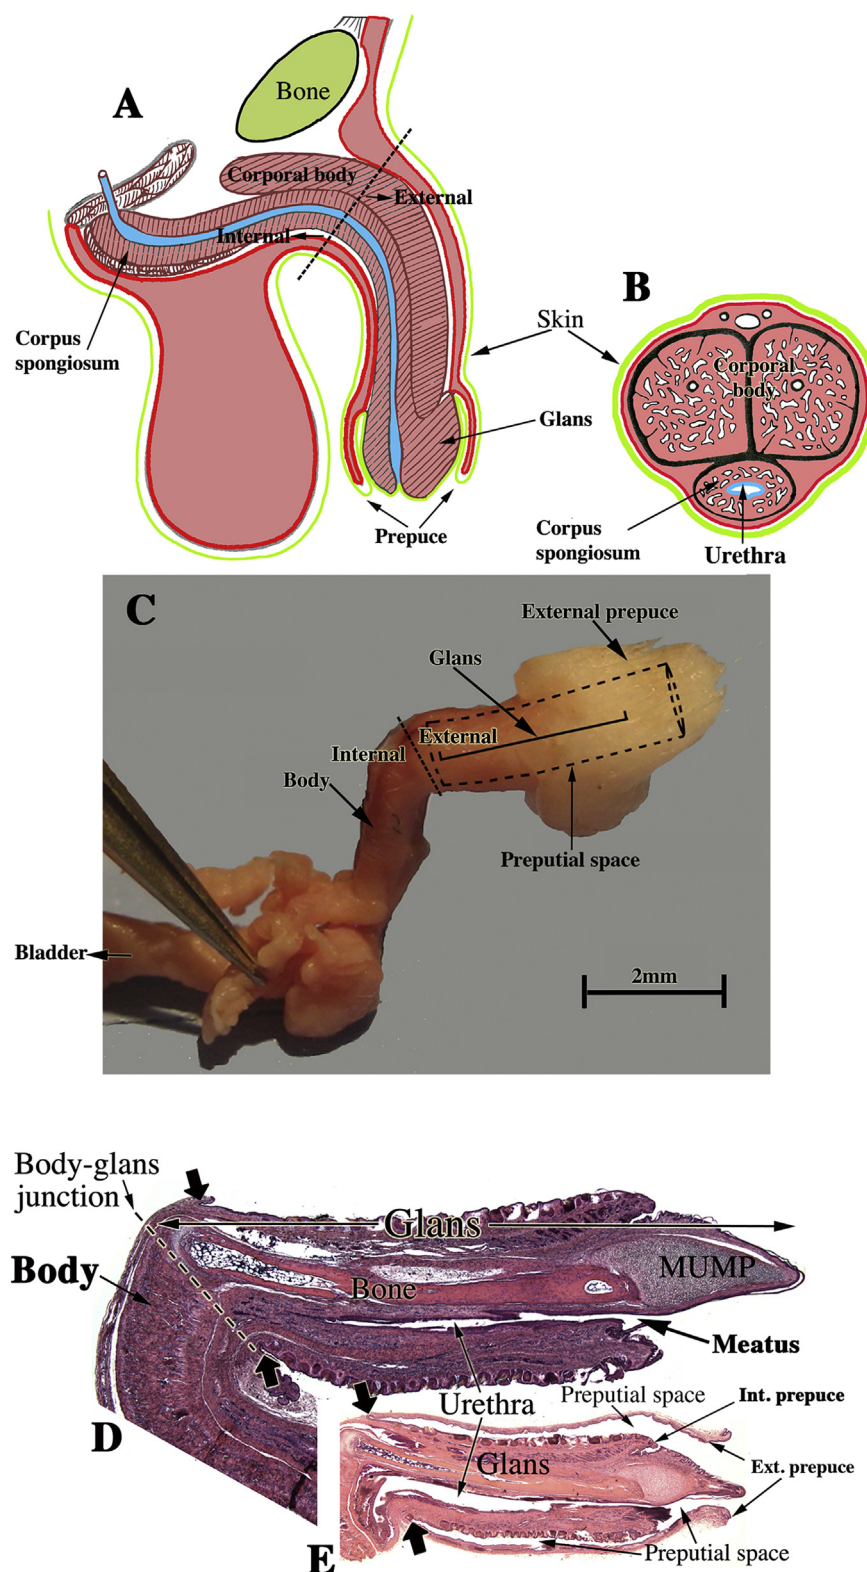 A
Bone
Corporal body
External
Internal
Corpus
spongiosum
Skin
Glans
Prepuce
B
Corporal
body
Corpus
spongiosum
Urethra
C
External prepuce
Glans
External
Internal
Body
Preputial space
Bladder
2mm
Body-glans
junction
Glans
Body
Bone
MUMP
Meatus
D
Urethra
Preputial space
Int. prepuce
Glans
Ext. prepuce
E
Preputial space